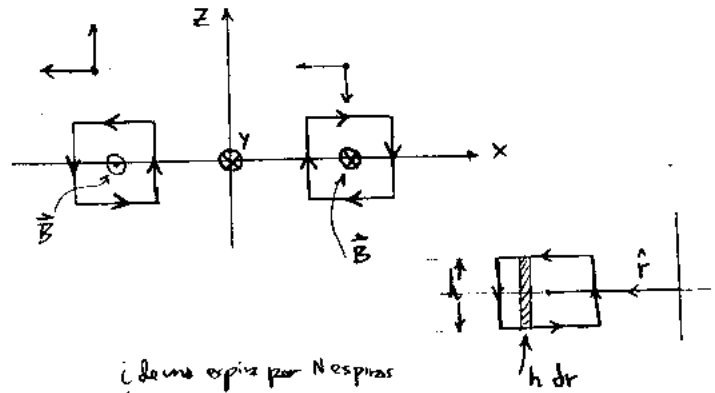 Z
Y
X
B⃗
B⃗
r̂
h
h dr
i de una espira por N espiras